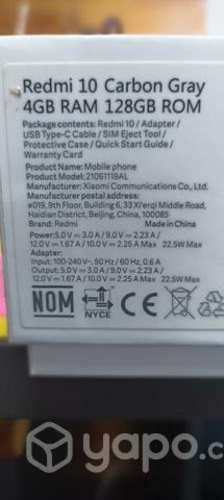 Redmi 10 Carbon Gray
4GB RAM 128GB ROM
Package contents: Redmi 10 / Adapter /
USB Type-C Cable / SIM Eject Tool /
Protective Case / Quick Start Guide /
Warranty Card
Product name: Mobile phone
Product model: 21061119AL
Manufacturer: Xiaomi Communications Co., Ltd.
Manufacturer postal address:
#019, 9th Floor, Building 6, 33 Xi'erqi Middle Road,
Haidian District, Beijing, China, 100085
Brand: Redmi Made in China
Power: 5.0 V⎓3.0 A / 9.0 V⎓2.23 A /
12.0 V⎓1.67 A / 10.0 V⎓2.25 A Max 22.5W Max
Adapter:
Input: 100-240 V~, 50 / 60 Hz, 0.6 A
Output: 5.0 V⎓3.0 A / 9.0 V⎓2.23 A /
12.0 V⎓1.67 A / 10.0 V⎓2.25 A Max 22.5W Max
NOM NYCE CE
yapo.c